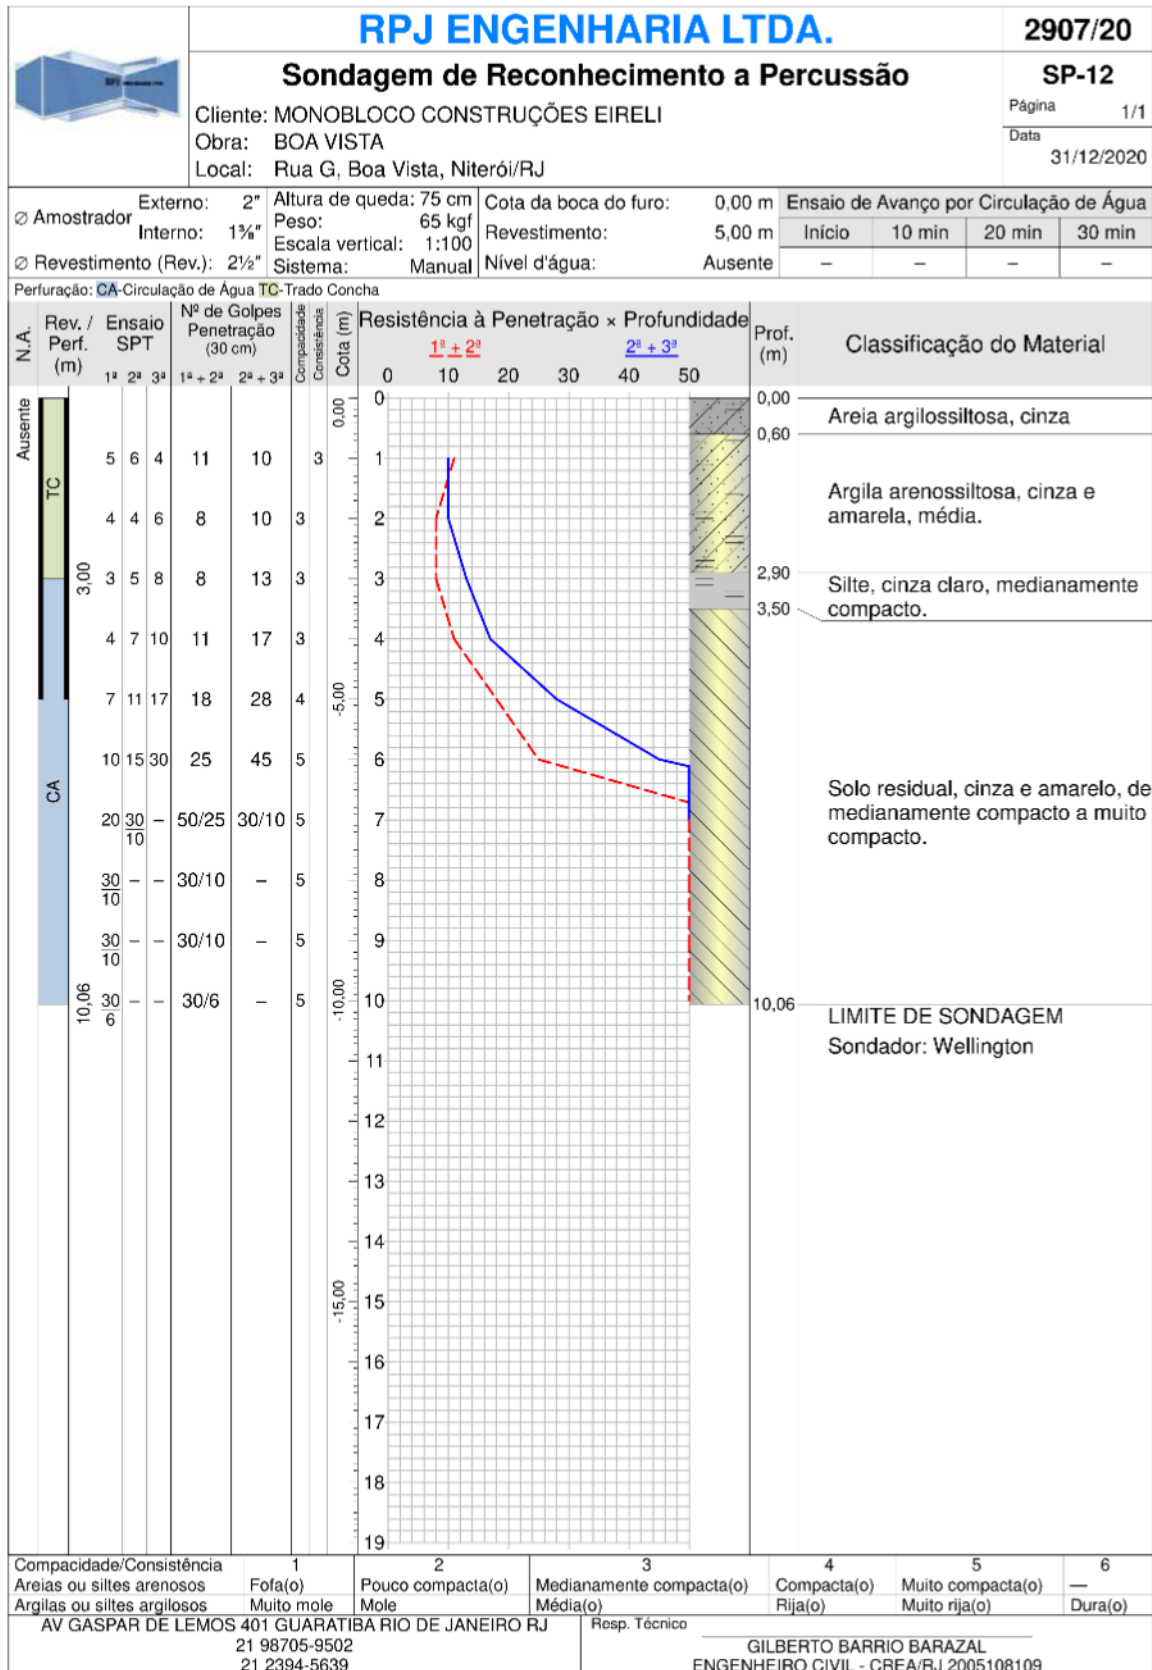 RPJ ENGENHARIA LTDA.
2907/20
Sondagem de Reconhecimento a Percussão
SP-12
Cliente: MONOBLOCO CONSTRUÇÕES EIRELI
Página 1/1
Obra: BOA VISTA
Data
Local: Rua G, Boa Vista, Niterói/RJ
31/12/2020
Ø Amostrador Externo: 2"
Interno: 1⅜"
Ø Revestimento (Rev.): 2½"
Altura de queda: 75 cm
Peso: 65 kgf
Escala vertical: 1:100
Sistema: Manual
Cota da boca do furo: 0,00 m
Revestimento: 5,00 m
Nível d'água: Ausente
Ensaio de Avanço por Circulação de Água
Início 10 min 20 min 30 min
– – – –
Perfuração: CA-Circulação de Água TC-Trado Concha
N.A.
Rev. / Perf. (m)
Ensaio SPT
1ª 2ª 3ª
Nº de Golpes Penetração (30 cm)
1ª + 2ª 2ª + 3ª
Compacidade
Consistência
Cota (m)
Resistência à Penetração × Profundidade
1ª + 2ª 2ª + 3ª
0 10 20 30 40 50
Prof. (m)
Classificação do Material
Ausente
TC
3,00
CA
10,06
0,00 0 0,00
Areia argilossiltosa, cinza
0,60
5 6 4 11 10 3 1
Argila arenossiltosa, cinza e
amarela, média.
4 4 6 8 10 3 2
2,90
3 5 8 8 13 3 3
Silte, cinza claro, medianamente
compacto.
3,50
4 7 10 11 17 3 4
7 11 17 18 28 4 -5,00 5
10 15 30 25 45 5 6
Solo residual, cinza e amarelo, de
medianamente compacto a muito
compacto.
20 30/10 – 50/25 30/10 5 7
30/10 – – 30/10 – 5 8
30/10 – – 30/10 – 5 9
30/6 – – 30/6 – 5 -10,00 10 10,06
LIMITE DE SONDAGEM
Sondador: Wellington
11
12
13
14
-15,00 15
16
17
18
19
Compacidade/Consistência 1 2 3 4 5 6
Areias ou siltes arenosos Fofa(o) Pouco compacta(o) Medianamente compacta(o) Compacta(o) Muito compacta(o) —
Argilas ou siltes argilosos Muito mole Mole Média(o) Rija(o) Muito rija(o) Dura(o)
AV GASPAR DE LEMOS 401 GUARATIBA RIO DE JANEIRO RJ
21 98705-9502
21 2394-5639
Resp. Técnico
GILBERTO BARRIO BARAZAL
ENGENHEIRO CIVIL - CREA/RJ 2005108109